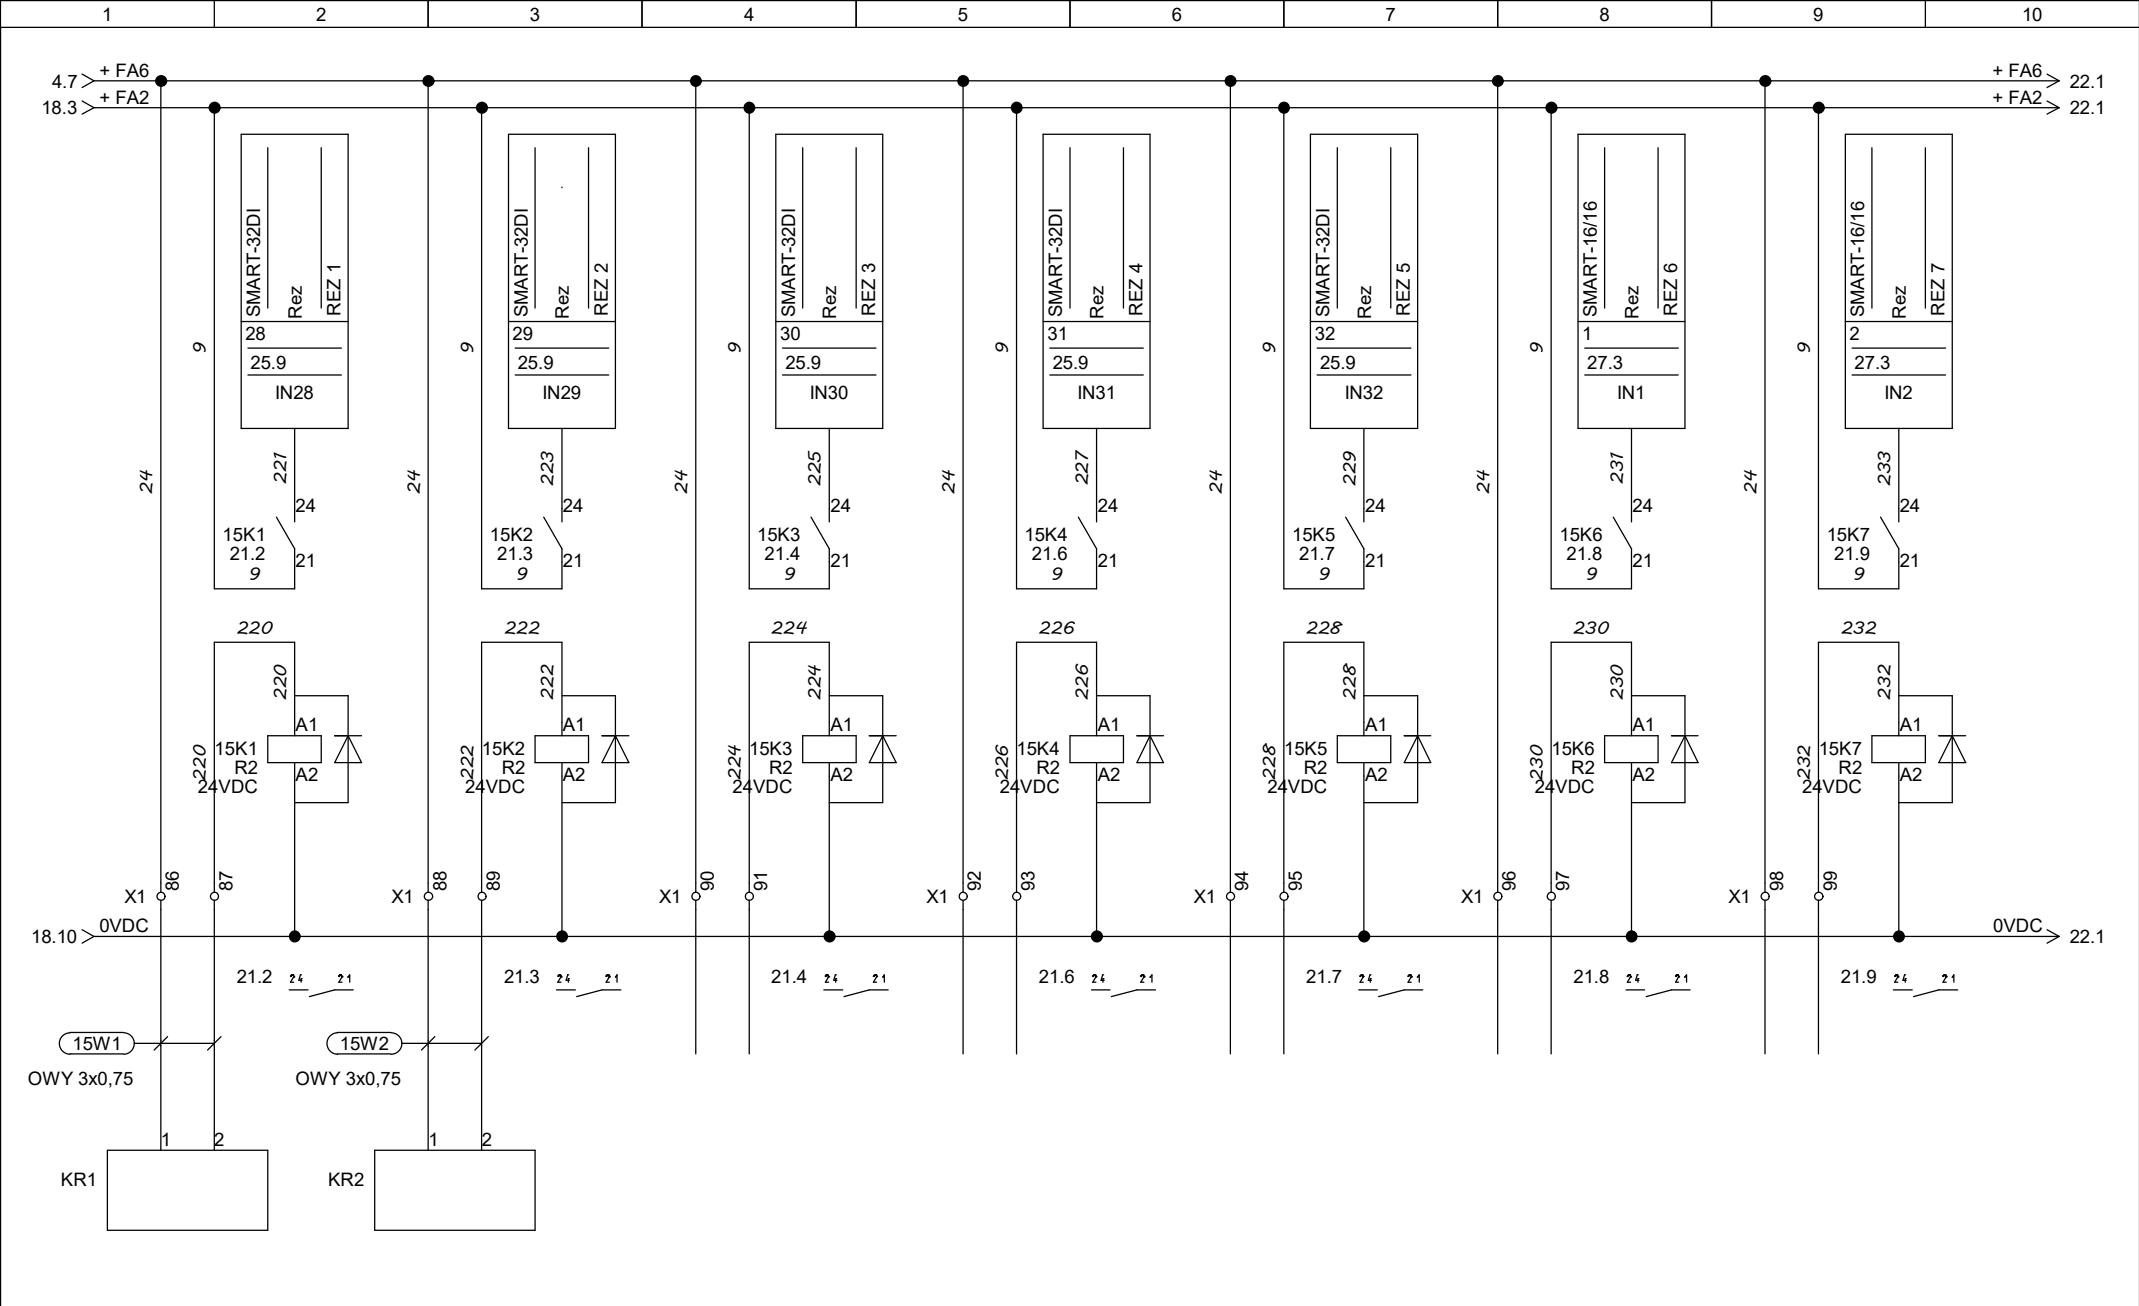 1 2 3 4 5 6 7 8 9 10
4.7 + FA6 + FA6 22.1
18.3 + FA2 + FA2 22.1
SMART-32DI Rez REZ 1
SMART-32DI Rez REZ 2
SMART-32DI Rez REZ 3
SMART-32DI Rez REZ 4
SMART-32DI Rez REZ 5
SMART-16/16 Rez REZ 6
SMART-16/16 Rez REZ 7
28 29 30 31 32 1 2
9 9 9 9 9 9 9
25.9 25.9 25.9 25.9 25.9 27.3 27.3
IN28 IN29 IN30 IN31 IN32 IN1 IN2
24 221 24 223 24 225 24 227 24 229 24 231 24 233
24 24 24 24 24 24 24
15K1 15K2 15K3 15K4 15K5 15K6 15K7
21.2 21 21.3 21 21.4 21 21.6 21 21.7 21 21.8 21 21.9 21
9 9 9 9 9 9 9
220 222 224 226 228 230 232
220 222 224 226 228 230 232
A1 A1 A1 A1 A1 A1 A1
220 15K1 222 15K2 224 15K3 226 15K4 228 15K5 230 15K6 232 15K7
R2 A2 R2 A2 R2 A2 R2 A2 R2 A2 R2 A2 R2 A2
24VDC 24VDC 24VDC 24VDC 24VDC 24VDC 24VDC
X1 86 87 X1 88 89 X1 90 91 X1 92 93 X1 94 95 X1 96 97 X1 98 99
18.10 0VDC 0VDC 22.1
21.2 24 21 21.3 24 21 21.4 24 21 21.6 24 21 21.7 24 21 21.8 24 21 21.9 24 21
15W1 15W2
OWY 3x0,75 OWY 3x0,75
1 2 1 2
KR1 KR2